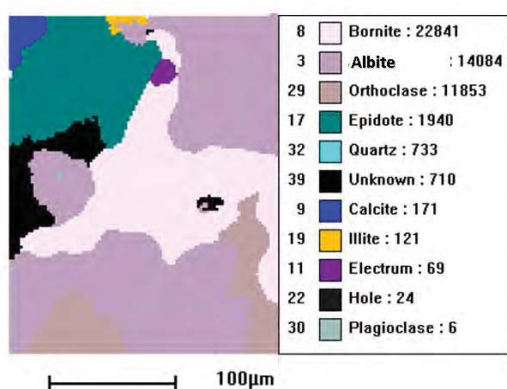 8 Bornite : 22841
3 Albite : 14084
29 Orthoclase : 11853
17 Epidote : 1940
32 Quartz : 733
39 Unknown : 710
9 Calcite : 171
19 Illite : 121
11 Electrum : 69
22 Hole : 24
30 Plagioclase : 6
100µm